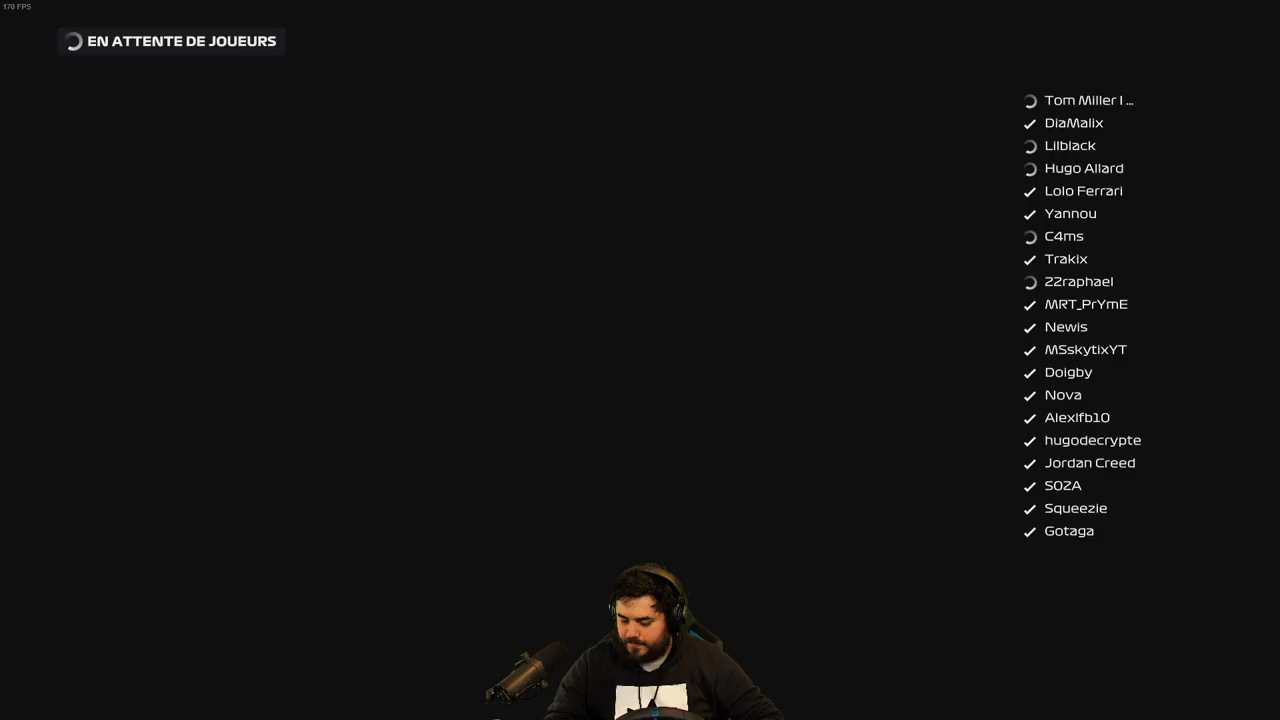 170 FPS
EN ATTENTE DE JOUEURS
Tom Miller I ...
DiaMalix
Lilblack
Hugo Allard
Lolo Ferrari
Yannou
C4ms
Trakix
22raphael
MRT_PrYmE
Newis
MSskytixYT
Doigby
Nova
Alexlfb10
hugodecrypte
Jordan Creed
SOZA
Squeezie
Gotaga